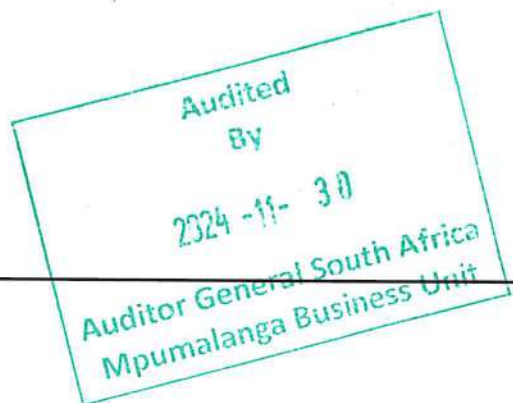 Audited
By
2024 -11- 30
Auditor General South Africa
Mpumalanga Business Unit